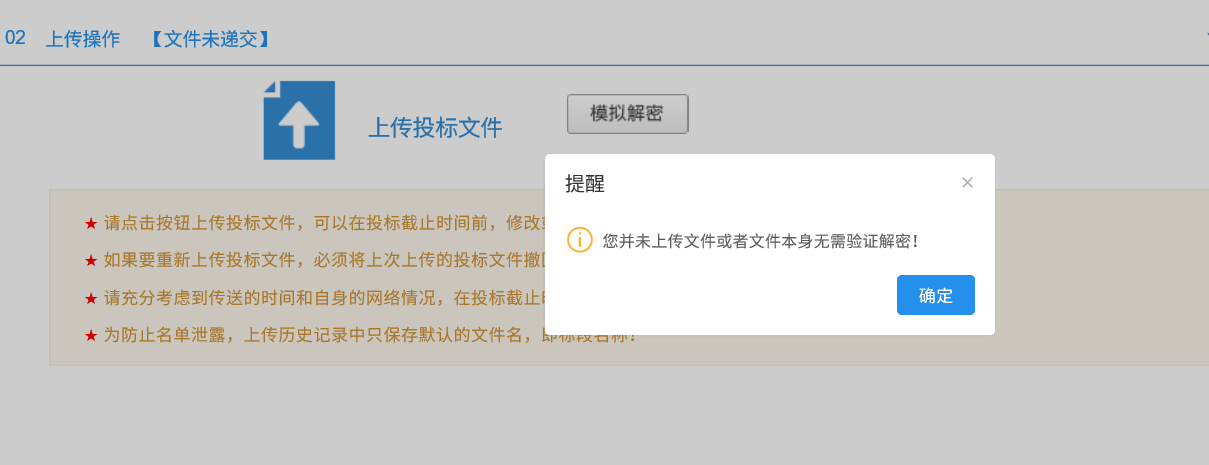 02 上传操作 【文件未递交】
上传投标文件
模拟解密
提醒
×
您并未上传文件或者文件本身无需验证解密!
确定
★ 请点击按钮上传投标文件，可以在投标截止时间前，修改
★ 如果要重新上传投标文件，必须将上次上传的投标文件撤
★ 请充分考虑到传送的时间和自身的网络情况，在投标截止
★ 为防止名单泄露，上传历史记录中只保存默认的文件名，即标段名称!